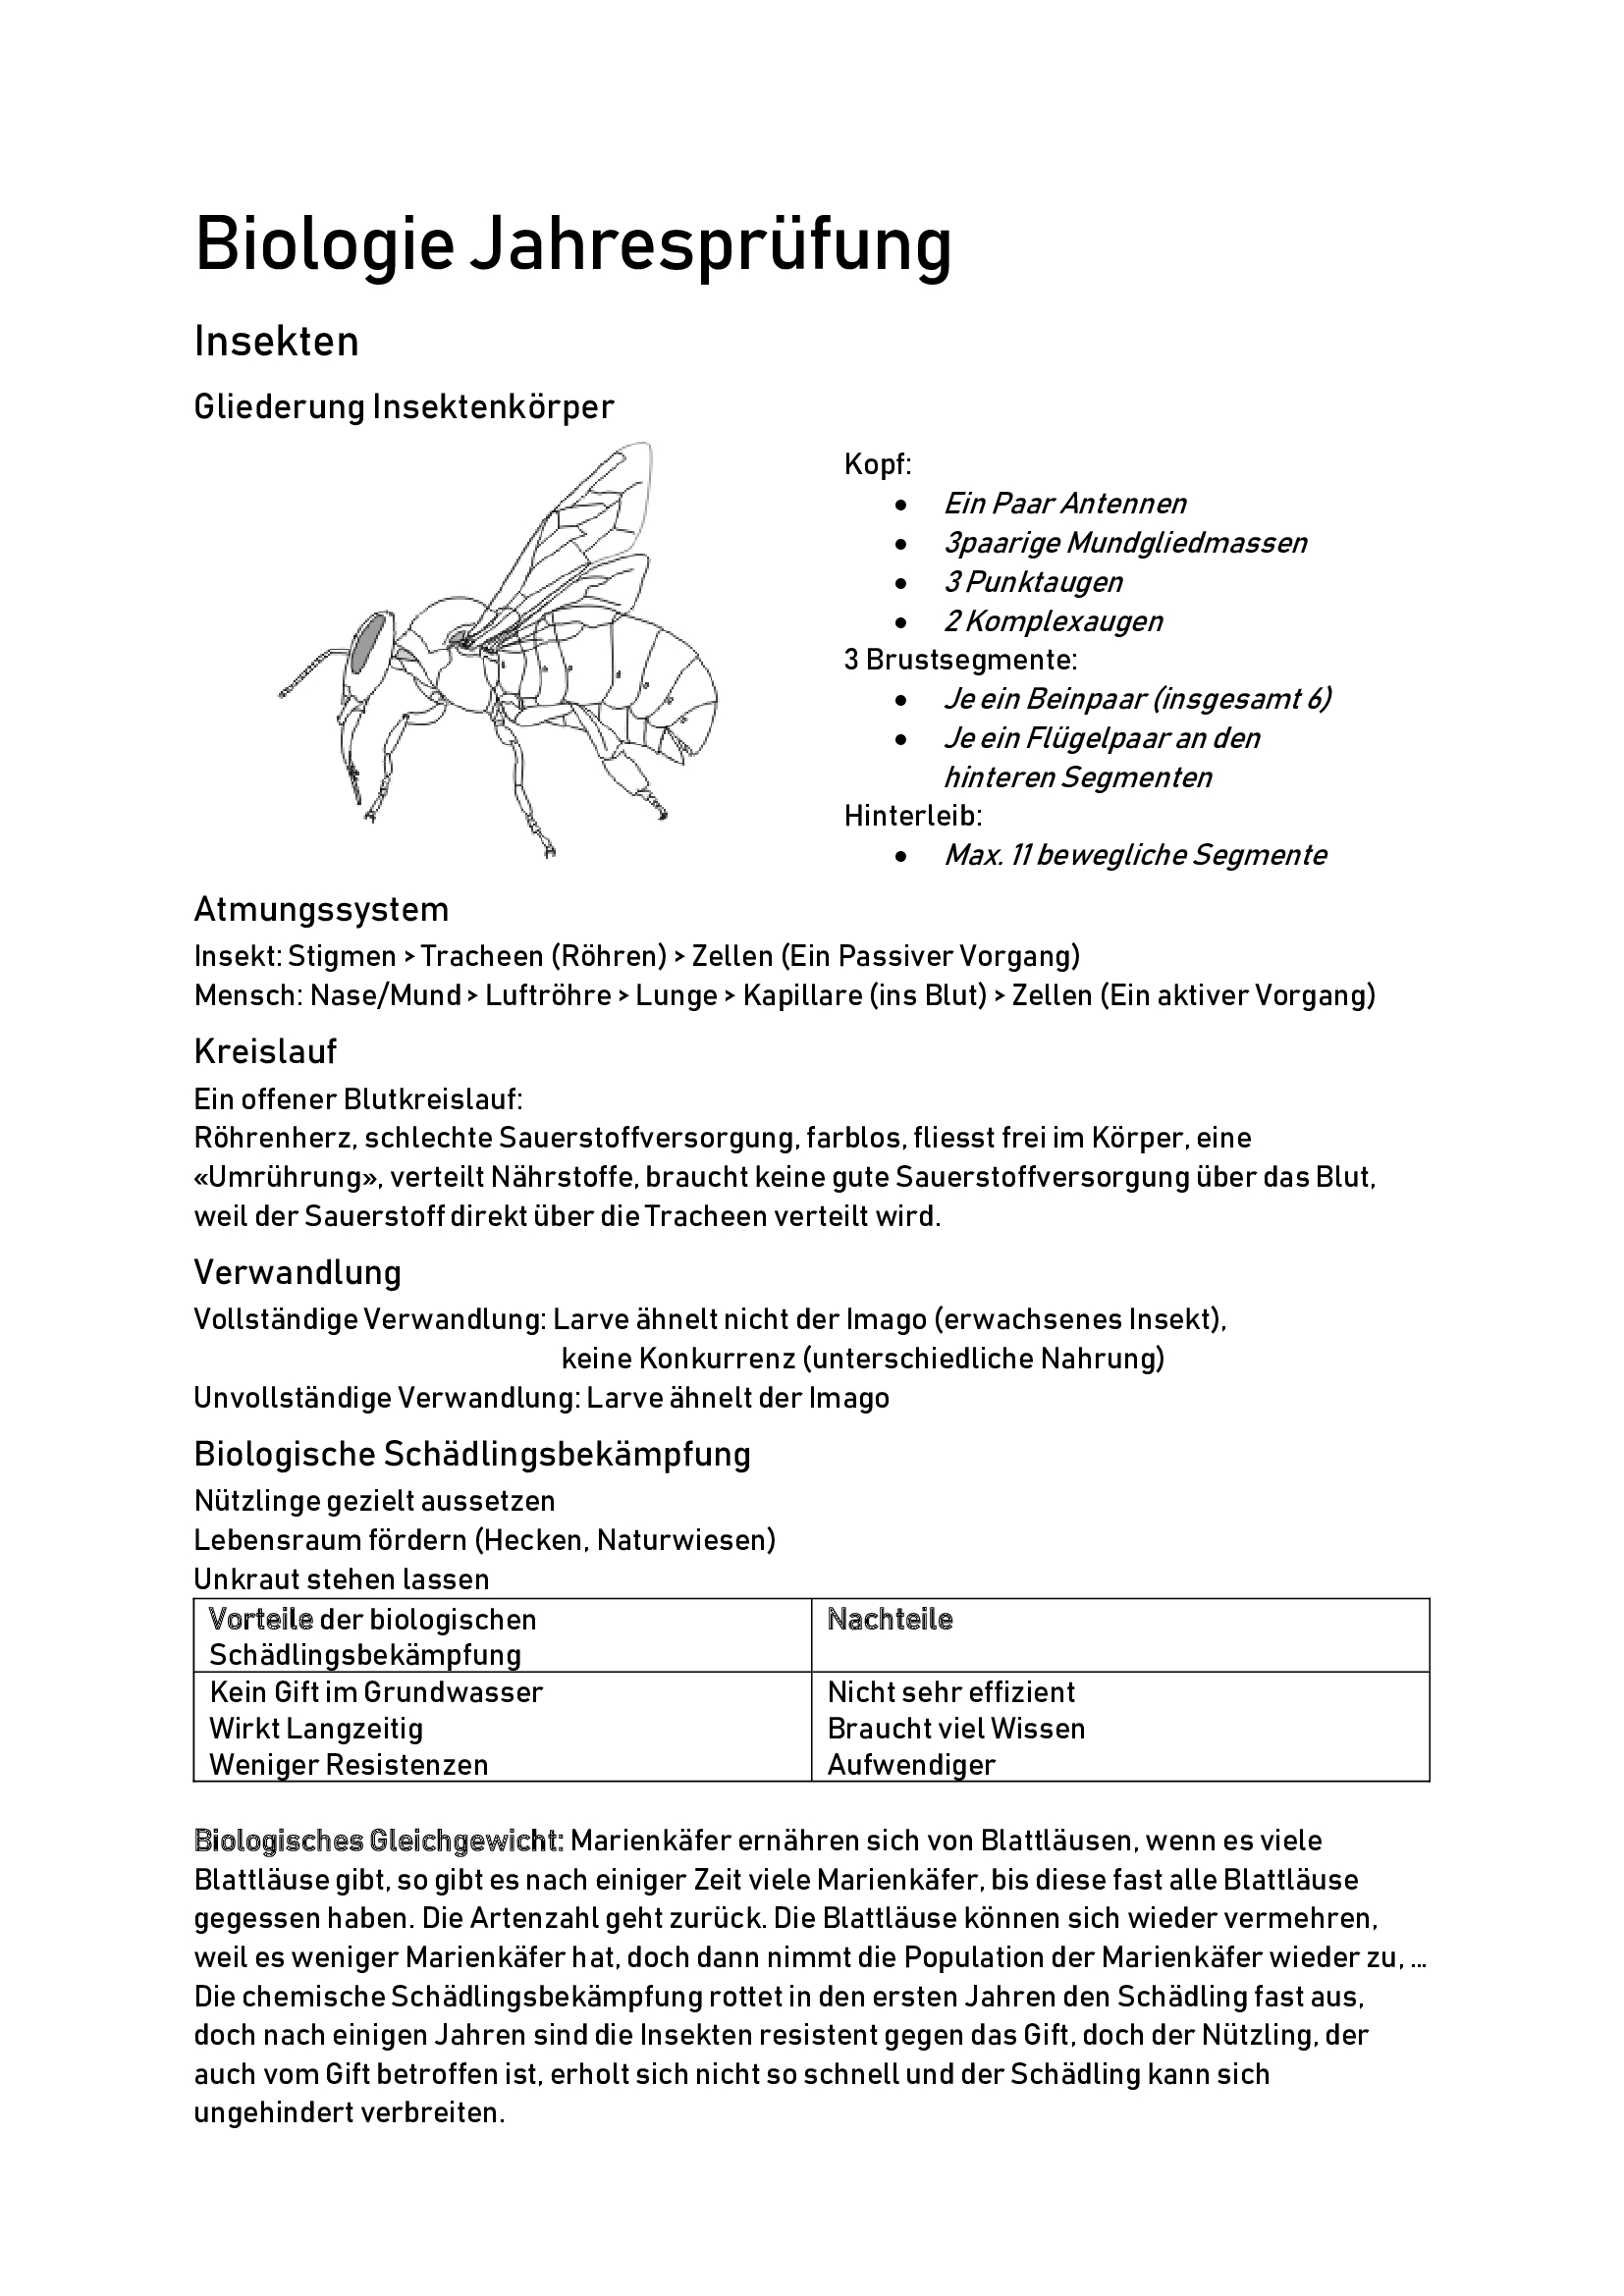 Biologie Jahresprüfung
Insekten
Gliederung Insektenkörper
Kopf:
• Ein Paar Antennen
• 3paarige Mundgliedmassen
• 3 Punktaugen
• 2 Komplexaugen
3 Brustsegmente:
• Je ein Beinpaar (insgesamt 6)
• Je ein Flügelpaar an den
hinteren Segmenten
Hinterleib:
• Max. 11 bewegliche Segmente
Atmungssystem
Insekt: Stigmen > Tracheen (Röhren) > Zellen (Ein Passiver Vorgang)
Mensch: Nase/Mund > Luftröhre > Lunge > Kapillare (ins Blut) > Zellen (Ein aktiver Vorgang)
Kreislauf
Ein offener Blutkreislauf:
Röhrenherz, schlechte Sauerstoffversorgung, farblos, fliesst frei im Körper, eine
«Umrührung», verteilt Nährstoffe, braucht keine gute Sauerstoffversorgung über das Blut,
weil der Sauerstoff direkt über die Tracheen verteilt wird.
Verwandlung
Vollständige Verwandlung: Larve ähnelt nicht der Imago (erwachsenes Insekt),
keine Konkurrenz (unterschiedliche Nahrung)
Unvollständige Verwandlung: Larve ähnelt der Imago
Biologische Schädlingsbekämpfung
Nützlinge gezielt aussetzen
Lebensraum fördern (Hecken, Naturwiesen)
Unkraut stehen lassen
Vorteile der biologischen
Schädlingsbekämpfung
Nachteile
Kein Gift im Grundwasser
Wirkt Langzeitig
Weniger Resistenzen
Nicht sehr effizient
Braucht viel Wissen
Aufwendiger
Biologisches Gleichgewicht: Marienkäfer ernähren sich von Blattläusen, wenn es viele
Blattläuse gibt, so gibt es nach einiger Zeit viele Marienkäfer, bis diese fast alle Blattläuse
gegessen haben. Die Artenzahl geht zurück. Die Blattläuse können sich wieder vermehren,
weil es weniger Marienkäfer hat, doch dann nimmt die Population der Marienkäfer wieder zu, …
Die chemische Schädlingsbekämpfung rottet in den ersten Jahren den Schädling fast aus,
doch nach einigen Jahren sind die Insekten resistent gegen das Gift, doch der Nützling, der
auch vom Gift betroffen ist, erholt sich nicht so schnell und der Schädling kann sich
ungehindert verbreiten.